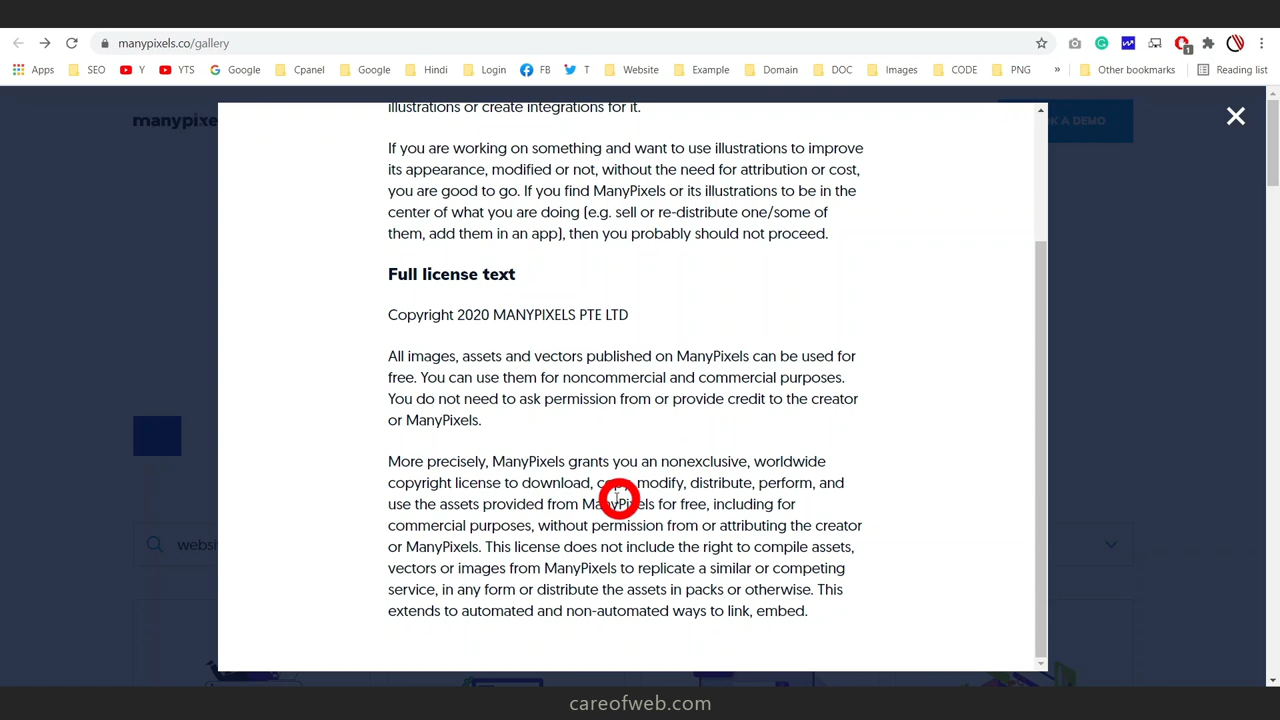 manypixels.co/gallery
Apps SEO Y YTS Google Cpanel Google Hindi Login FB T Website Example Domain DOC Images CODE PNG » Other bookmarks Reading list
illustrations or create integrations for it.
manypixe
K A DEMO
If you are working on something and want to use illustrations to improve
its appearance, modified or not, without the need for attribution or cost,
you are good to go. If you find ManyPixels or its illustrations to be in the
center of what you are doing (e.g. sell or re-distribute one/some of
them, add them in an app), then you probably should not proceed.
Full license text
Copyright 2020 MANYPIXELS PTE LTD
All images, assets and vectors published on ManyPixels can be used for
free. You can use them for noncommercial and commercial purposes.
You do not need to ask permission from or provide credit to the creator
or ManyPixels.
More precisely, ManyPixels grants you an nonexclusive, worldwide
copyright license to download, copy, modify, distribute, perform, and
use the assets provided from ManyPixels for free, including for
commercial purposes, without permission from or attributing the creator
or ManyPixels. This license does not include the right to compile assets,
vectors or images from ManyPixels to replicate a similar or competing
service, in any form or distribute the assets in packs or otherwise. This
extends to automated and non-automated ways to link, embed.
websi
careofweb.com